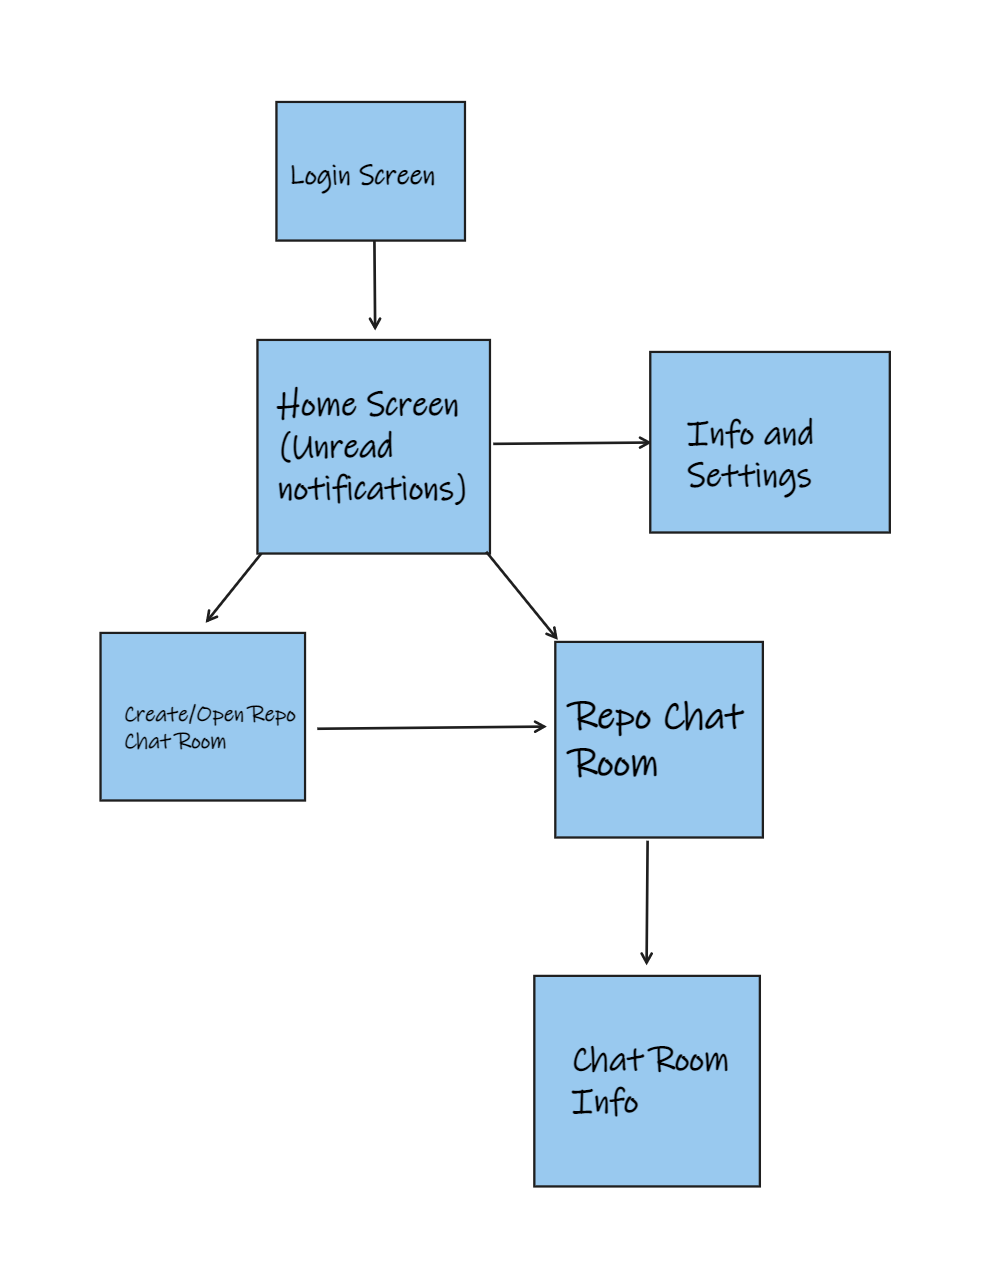 Login Screen
Home Screen
(Unread
notifications)
Info and
Settings
Create/Open Repo
Chat Room
Repo Chat
Room
Chat Room
Info